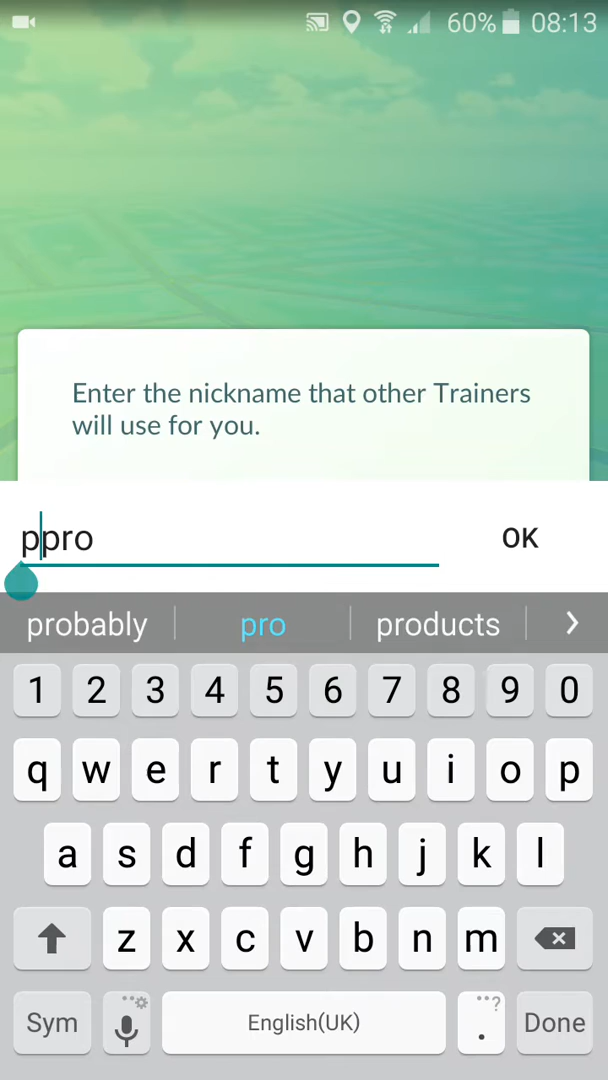 60% 08:13
Enter the nickname that other Trainers
will use for you.
ppro OK
probably pro products
1 2 3 4 5 6 7 8 9 0
q w e r t y u i o p
a s d f g h j k l
z x c v b n m
Sym English(UK) . ? Done